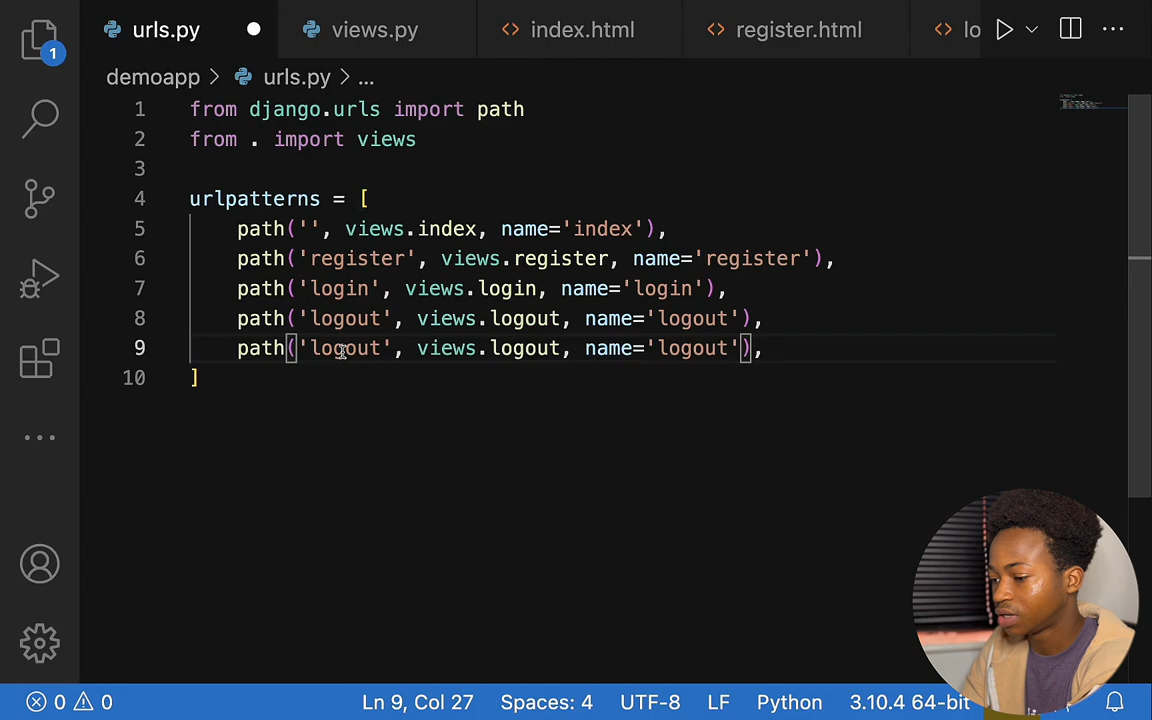 urls.py
views.py
index.html
register.html
lo
1
demoapp > urls.py > ...
1 from django.urls import path
2 from . import views
3
4 urlpatterns = [
5 path('', views.index, name='index'),
6 path('register', views.register, name='register'),
7 path('login', views.login, name='login'),
8 path('logout', views.logout, name='logout'),
9 path('logout', views.logout, name='logout'),
10 ]
0 0 Ln 9, Col 27 Spaces: 4 UTF-8 LF Python 3.10.4 64-bit